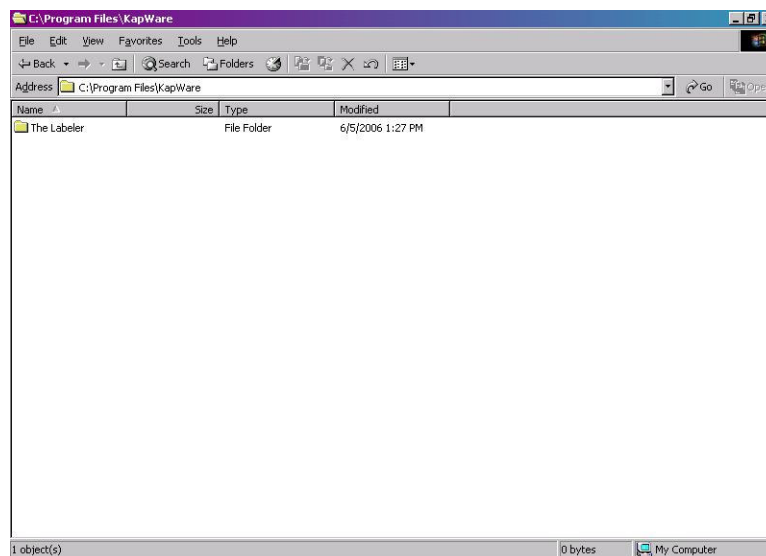 C:\Program Files\KapWare
File Edit View Favorites Tools Help
Back Search Folders
Address C:\Program Files\KapWare Go
Name Size Type Modified
The Labeler File Folder 6/5/2006 1:27 PM
1 object(s) 0 bytes My Computer